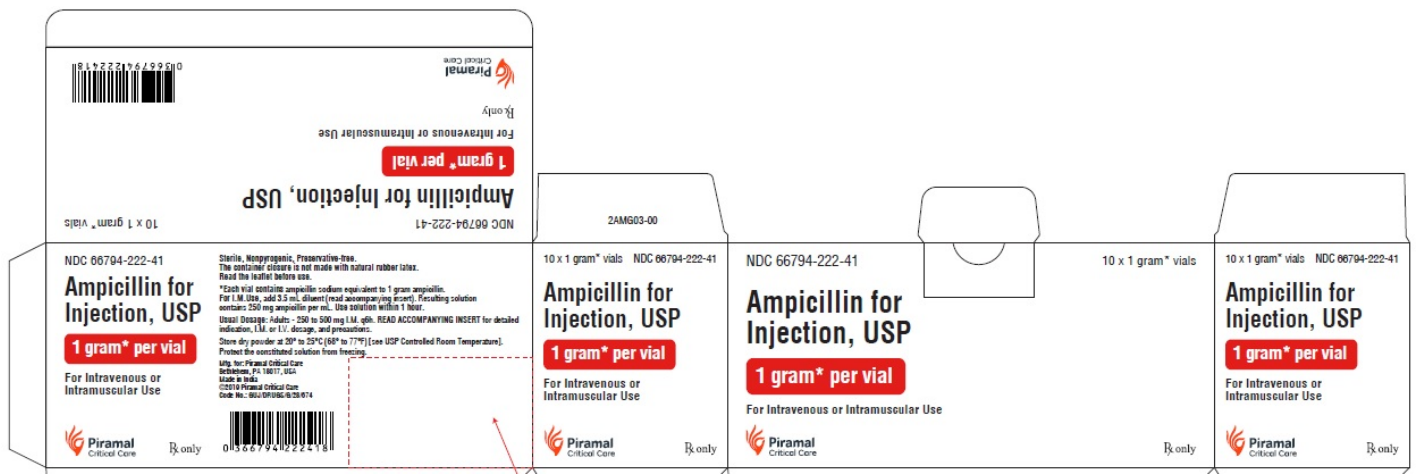 0 366794 222418
Piramal
Critical Care
Rx only
For Intravenous or Intramuscular Use
1 gram* per vial
Ampicillin for Injection, USP
NDC 66794-222-41
10 x 1 gram* vials
NDC 66794-222-41
Ampicillin for
Injection, USP
1 gram* per vial
For Intravenous or
Intramuscular Use
Piramal
Critical Care
Rx only
Sterile, Nonpyrogenic, Preservative-free.
The container closure is not made with natural rubber latex.
Read the leaflet before use.
*Each vial contains ampicillin sodium equivalent to 1 gram ampicillin.
For I.M. Use, add 3.5 mL diluent (read accompanying insert). Resulting solution
contains 250 mg ampicillin per mL. Use solution within 1 hour.
Usual Dosage: Adults - 250 to 500 mg I.M. q6h. READ ACCOMPANYING INSERT for detailed
indication, I.M. or I.V. dosage, and precautions.
Store dry powder at 20° to 25°C (68° to 77°F) [see USP Controlled Room Temperature].
Protect the constituted solution from freezing.
Mfg. for: Piramal Critical Care
Bethlehem, PA 18017, USA
Made in India
©2019 Piramal Critical Care
Code No.: GUJ/DRUGS/G/28/674
0 366794 222418
2AMG03-00
10 x 1 gram* vials NDC 66794-222-41
Ampicillin for
Injection, USP
1 gram* per vial
For Intravenous or
Intramuscular Use
Piramal
Critical Care
Rx only
NDC 66794-222-41
10 x 1 gram* vials
Ampicillin for
Injection, USP
1 gram* per vial
For Intravenous or Intramuscular Use
Piramal
Critical Care
Rx only
10 x 1 gram* vials NDC 66794-222-41
Ampicillin for
Injection, USP
1 gram* per vial
For Intravenous or
Intramuscular Use
Piramal
Critical Care
Rx only